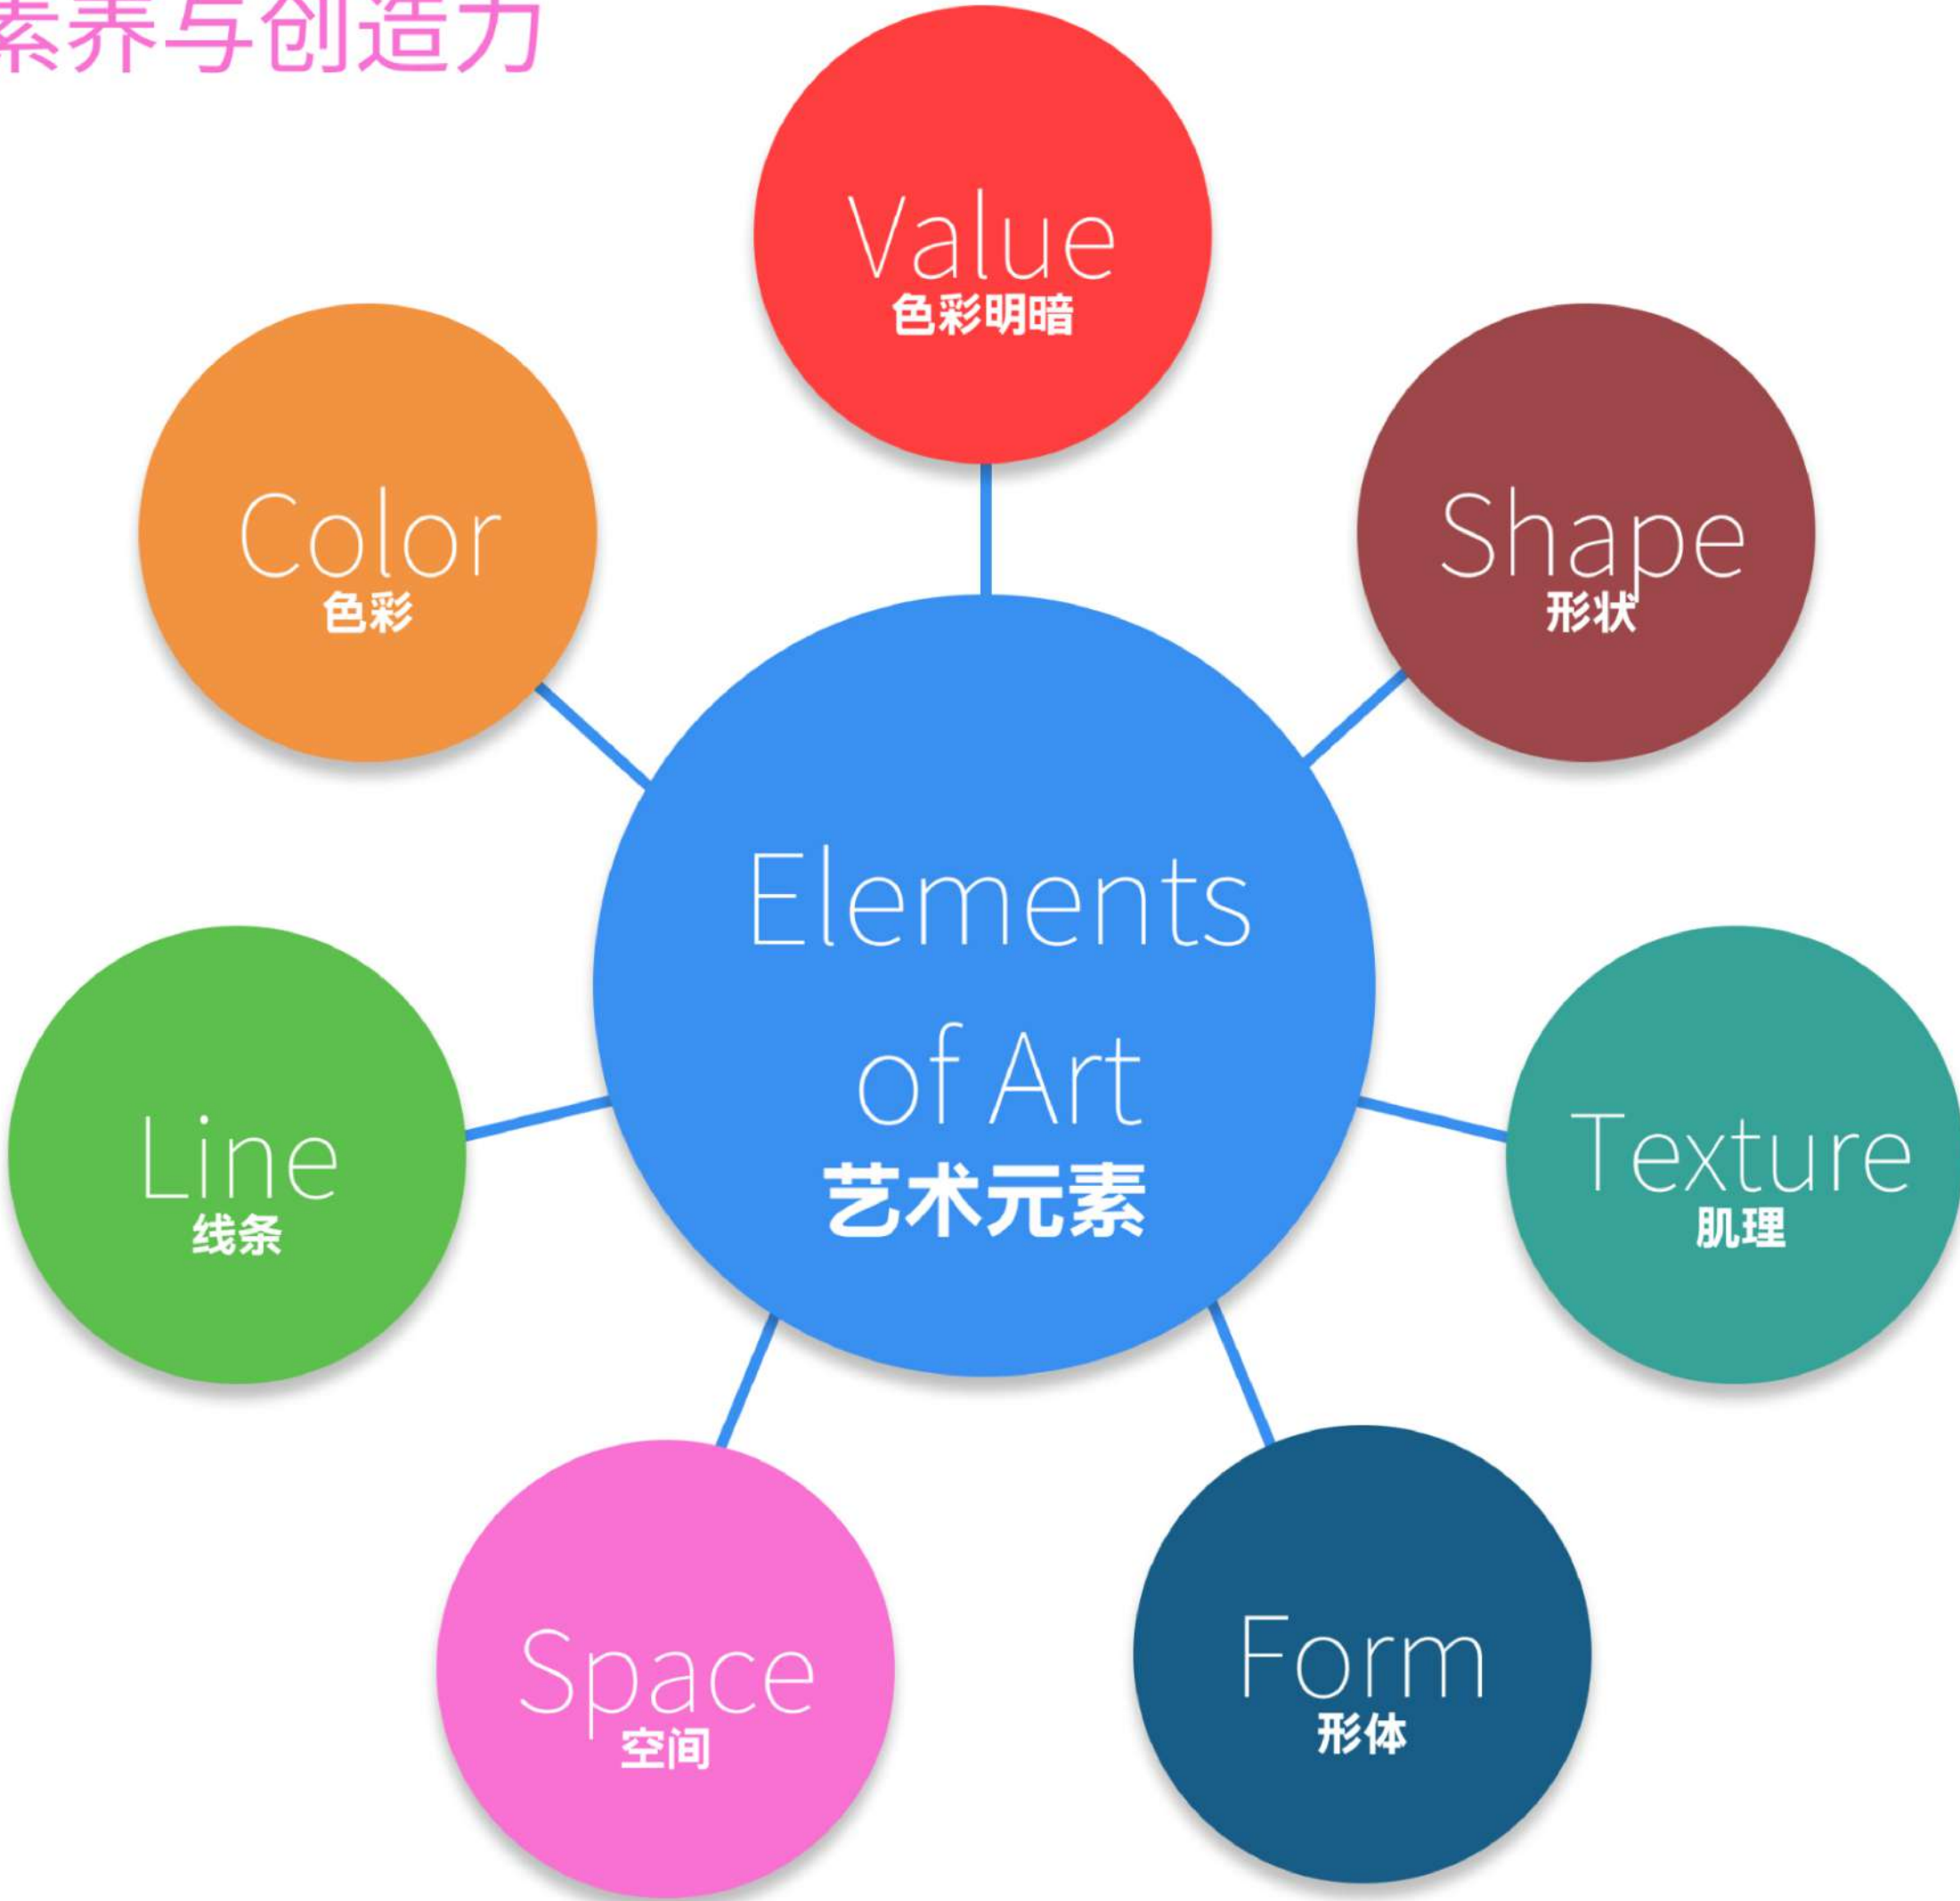 素养与创造力
Value
色彩明暗
Color
色彩
Shape
形状
Elements
of Art
艺术元素
Line
线条
Texture
肌理
Space
空间
Form
形体